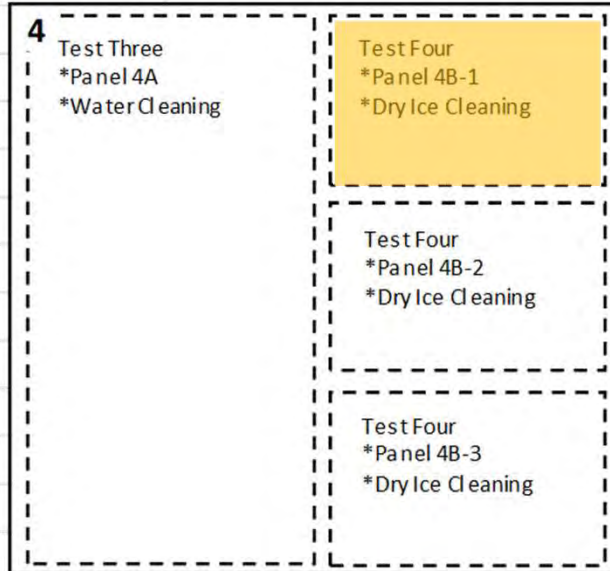 4
Test Three
*Panel 4A
*Water Cleaning
Test Four
*Panel 4B-1
*Dry Ice Cleaning
Test Four
*Panel 4B-2
*Dry Ice Cleaning
Test Four
*Panel 4B-3
*Dry Ice Cleaning